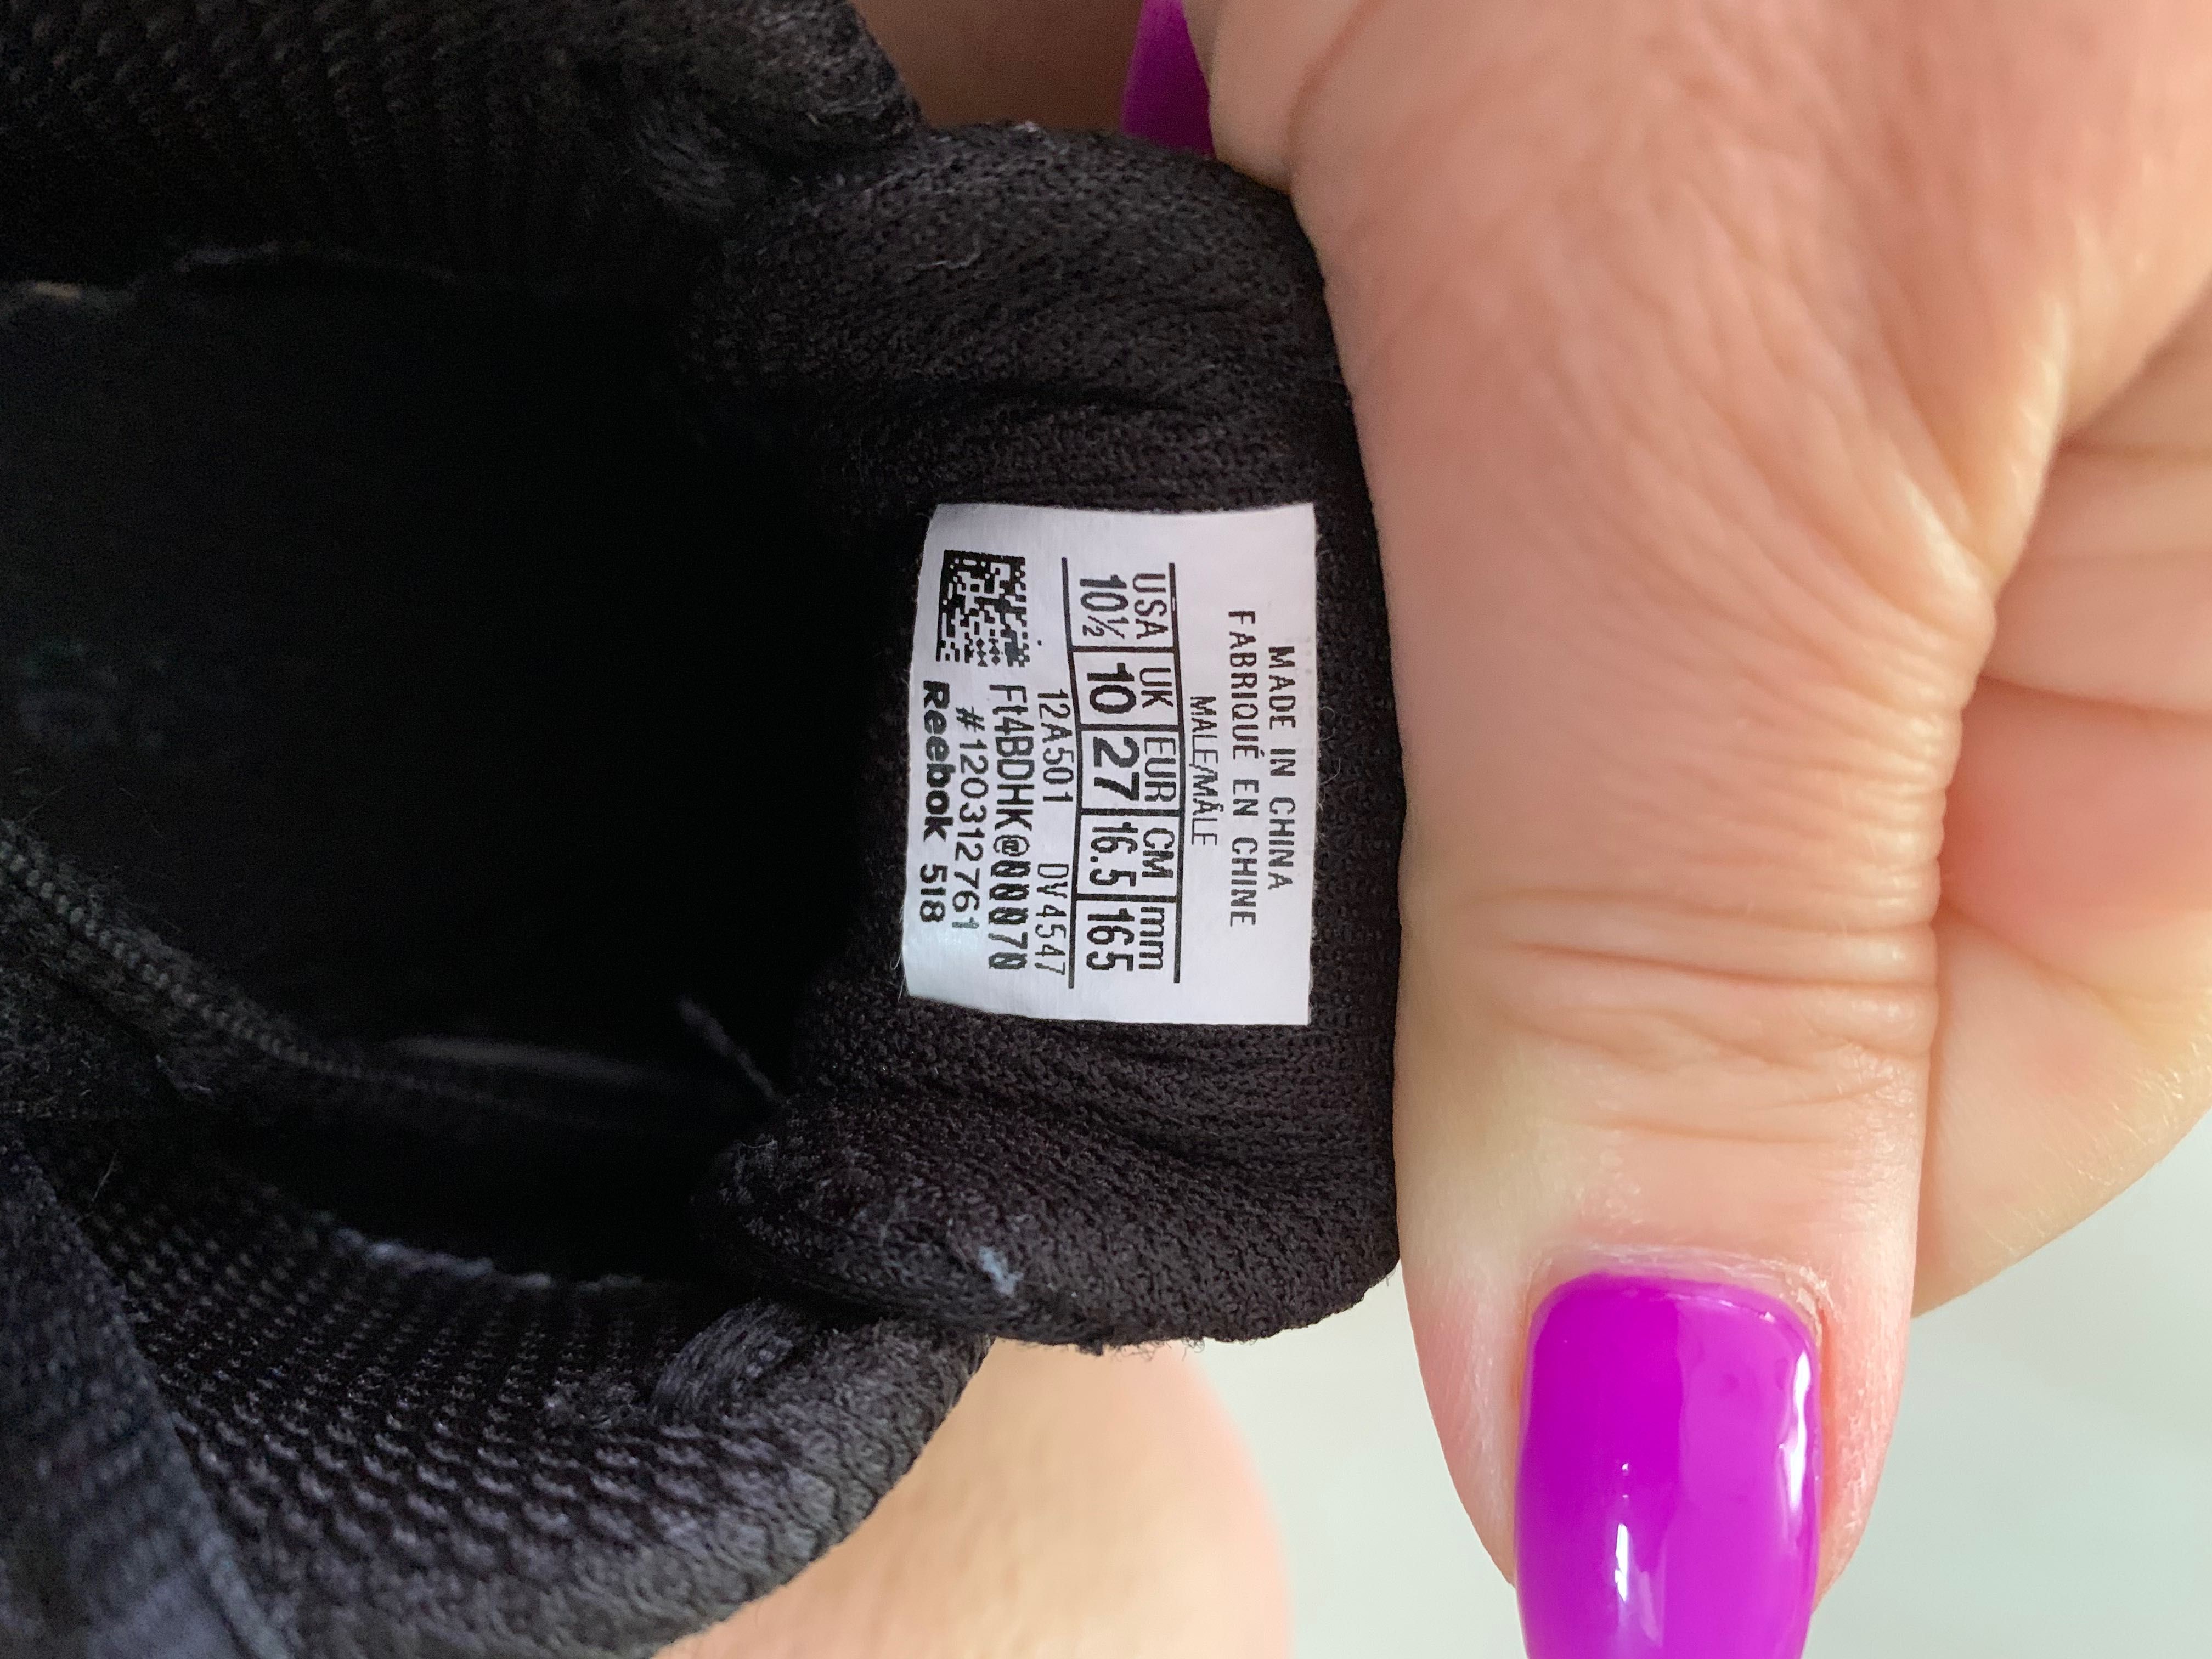 MADE IN CHINA
FABRIQUÉ EN CHINE
MALE/MÂLE
USA UK EUR CM mm
10½ 10 27 16.5 165
12A501 DV4547
Ft4BDHK@00070
#120312761
Reebok 518